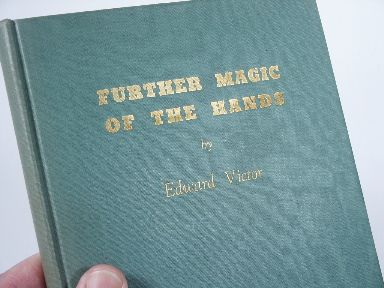 FURTHER MAGIC
OF THE HANDS
by
Edward Victor